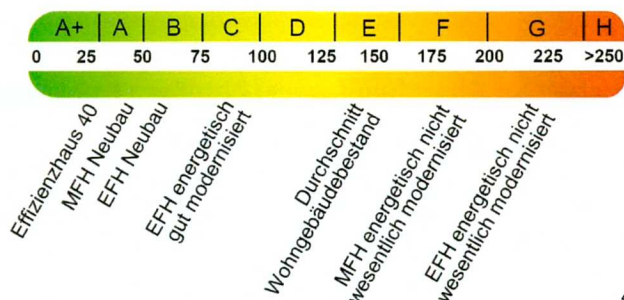 A+ A B C D E F G H
0 25 50 75 100 125 150 175 200 225 >250
Effizienzhaus 40
MFH Neubau
EFH Neubau
EFH energetisch
gut modernisiert
Durchschnitt
Wohngebäudebestand
MFH energetisch nicht
wesentlich modernisiert
EFH energetisch nicht
wesentlich modernisiert